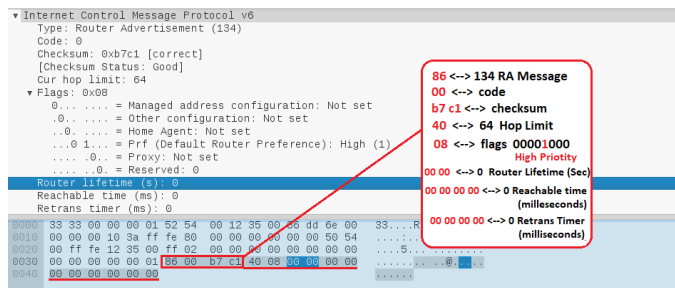 ▾ Internet Control Message Protocol v6
Type: Router Advertisement (134)
Code: 0
Checksum: 0xb7c1 [correct]
[Checksum Status: Good]
Cur hop limit: 64
▾ Flags: 0x08
0... .... = Managed address configuration: Not set
.0.. .... = Other configuration: Not set
..0. .... = Home Agent: Not set
...0 1... = Prf (Default Router Preference): High (1)
.... .0.. = Proxy: Not set
.... ..0. = Reserved: 0
Router lifetime (s): 0
Reachable time (ms): 0
Retrans timer (ms): 0
86 <--> 134 RA Message
00 <--> code
b7 c1 <--> checksum
40 <--> 64 Hop Limit
08 <--> flags 00001000
High Priotity
00 00 <--> 0 Router Lifetime (Sec)
00 00 00 00 <--> 0 Reachable time
(milleseconds)
00 00 00 00 <--> 0 Retrans Timer
(milliseconds)
0000 33 33 00 00 00 01 52 54 00 12 35 00 86 dd 6e 00 33....R
0010 00 00 00 10 3a ff fe 80 00 00 00 00 00 00 50 54 ....:..
0020 00 ff fe 12 35 00 ff 02 00 00 00 00 00 00 00 00 ....5... ........
0030 00 00 00 00 00 01 86 00 b7 c1 40 08 00 00 00 00 ........ ..@.....
0040 00 00 00 00 00 00 ......